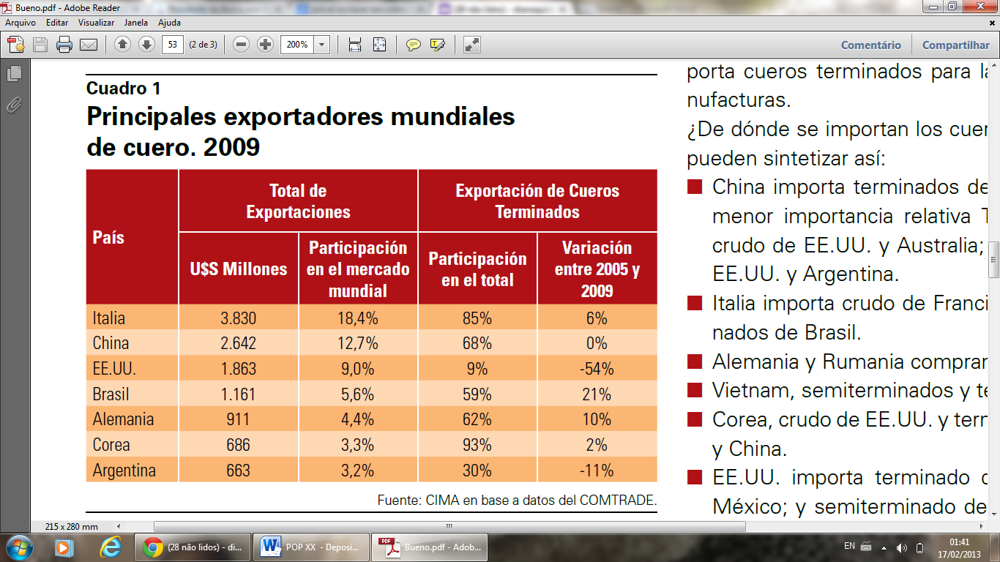 Bueno.pdf - Adobe Reader
Arquivo Editar Visualizar Janela Ajuda
53 (2 de 3) 200% Comentário Compartilhar
Cuadro 1
Principales exportadores mundiales
de cuero. 2009
País
Total de
Exportaciones
Exportación de Cueros
Terminados
U$S Millones
Participación
en el mercado
mundial
Participación
en el total
Variación
entre 2005 y
2009
Italia 3.830 18,4% 85% 6%
China 2.642 12,7% 68% 0%
EE.UU. 1.863 9,0% 9% -54%
Brasil 1.161 5,6% 59% 21%
Alemania 911 4,4% 62% 10%
Corea 686 3,3% 93% 2%
Argentina 663 3,2% 30% -11%
Fuente: CIMA en base a datos del COMTRADE.
porta cueros terminados para
nufacturas.
¿De dónde se importan los
pueden sintetizar así:
China importa terminados de
menor importancia relativa
crudo de EE.UU. y Australia;
EE.UU. y Argentina.
Italia importa crudo de
nados de Brasil.
Alemania y Rumania
Vietnam, semiterminados y
Corea, crudo de EE.UU. y
y China.
EE.UU. importa terminado
México; y semiterminado de
215 x 280 mm
(28 não lidos) - di... POP XX - Deposi... Bueno.pdf - Adob...
EN 01:41
17/02/2013